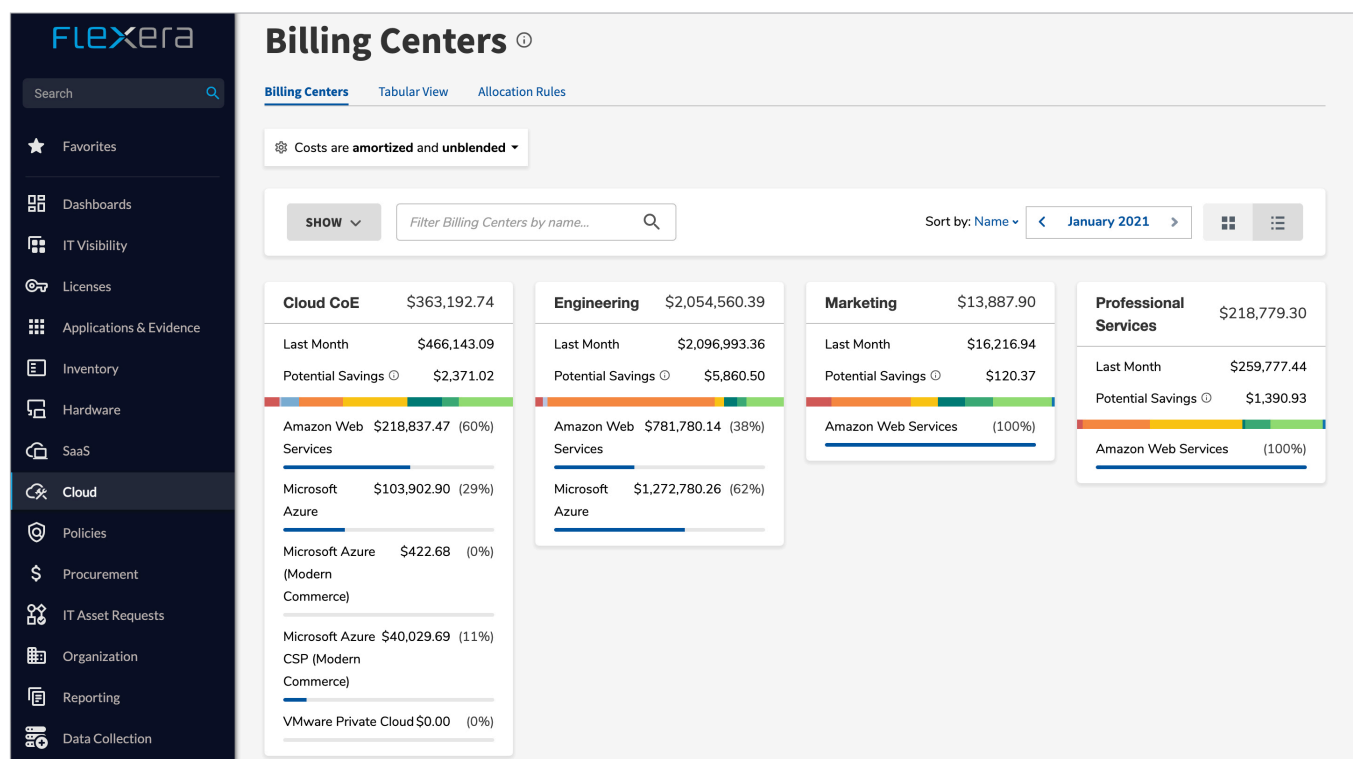 FLEXera
Search
Favorites
Dashboards
IT Visibility
Licenses
Applications & Evidence
Inventory
Hardware
SaaS
Cloud
Policies
Procurement
IT Asset Requests
Organization
Reporting
Data Collection
Billing Centers
Billing Centers Tabular View Allocation Rules
Costs are amortized and unblended
SHOW Filter Billing Centers by name... Sort by: Name January 2021
Cloud CoE $363,192.74
Last Month $466,143.09
Potential Savings $2,371.02
Amazon Web $218,837.47 (60%)
Services
Microsoft $103,902.90 (29%)
Azure
Microsoft Azure $422.68 (0%)
(Modern
Commerce)
Microsoft Azure $40,029.69 (11%)
CSP (Modern
Commerce)
VMware Private Cloud $0.00 (0%)
Engineering $2,054,560.39
Last Month $2,096,993.36
Potential Savings $5,860.50
Amazon Web $781,780.14 (38%)
Services
Microsoft $1,272,780.26 (62%)
Azure
Marketing $13,887.90
Last Month $16,216.94
Potential Savings $120.37
Amazon Web Services (100%)
Professional
Services $218,779.30
Last Month $259,777.44
Potential Savings $1,390.93
Amazon Web Services (100%)